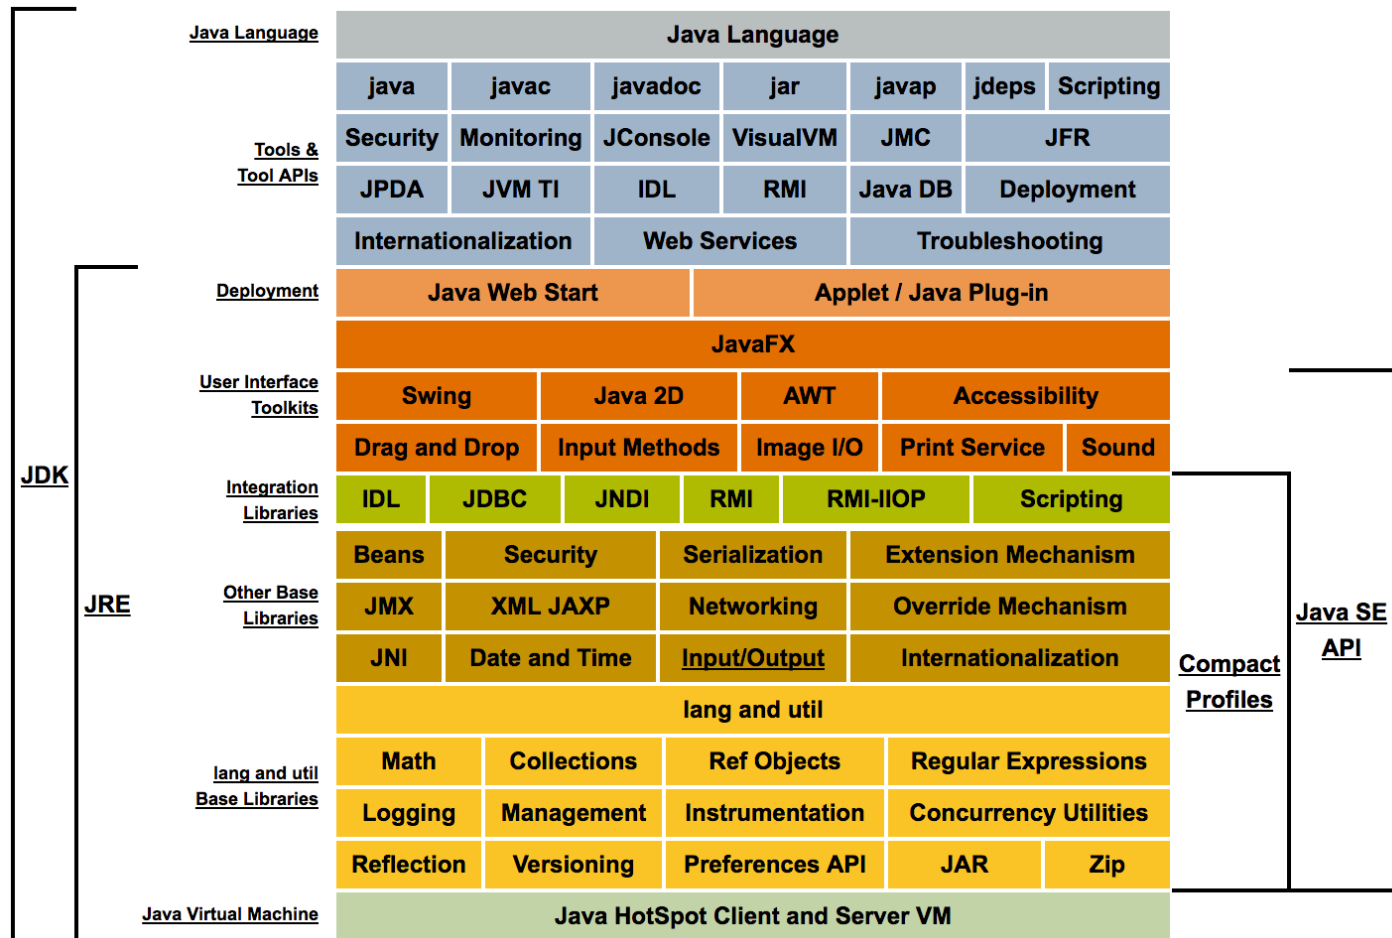 Java Language
Java Language
java javac javadoc jar javap jdeps Scripting
Security Monitoring JConsole VisualVM JMC JFR
Tools &
Tool APIs
JPDA JVM TI IDL RMI Java DB Deployment
Internationalization Web Services Troubleshooting
Deployment
Java Web Start Applet / Java Plug-in
JavaFX
User Interface
Toolkits
Swing Java 2D AWT Accessibility
Drag and Drop Input Methods Image I/O Print Service Sound
JDK
Integration
Libraries
IDL JDBC JNDI RMI RMI-IIOP Scripting
Beans Security Serialization Extension Mechanism
JRE
Other Base
Libraries
JMX XML JAXP Networking Override Mechanism
JNI Date and Time Input/Output Internationalization
Java SE
API
Compact
Profiles
lang and util
Math Collections Ref Objects Regular Expressions
lang and util
Base Libraries
Logging Management Instrumentation Concurrency Utilities
Reflection Versioning Preferences API JAR Zip
Java Virtual Machine
Java HotSpot Client and Server VM